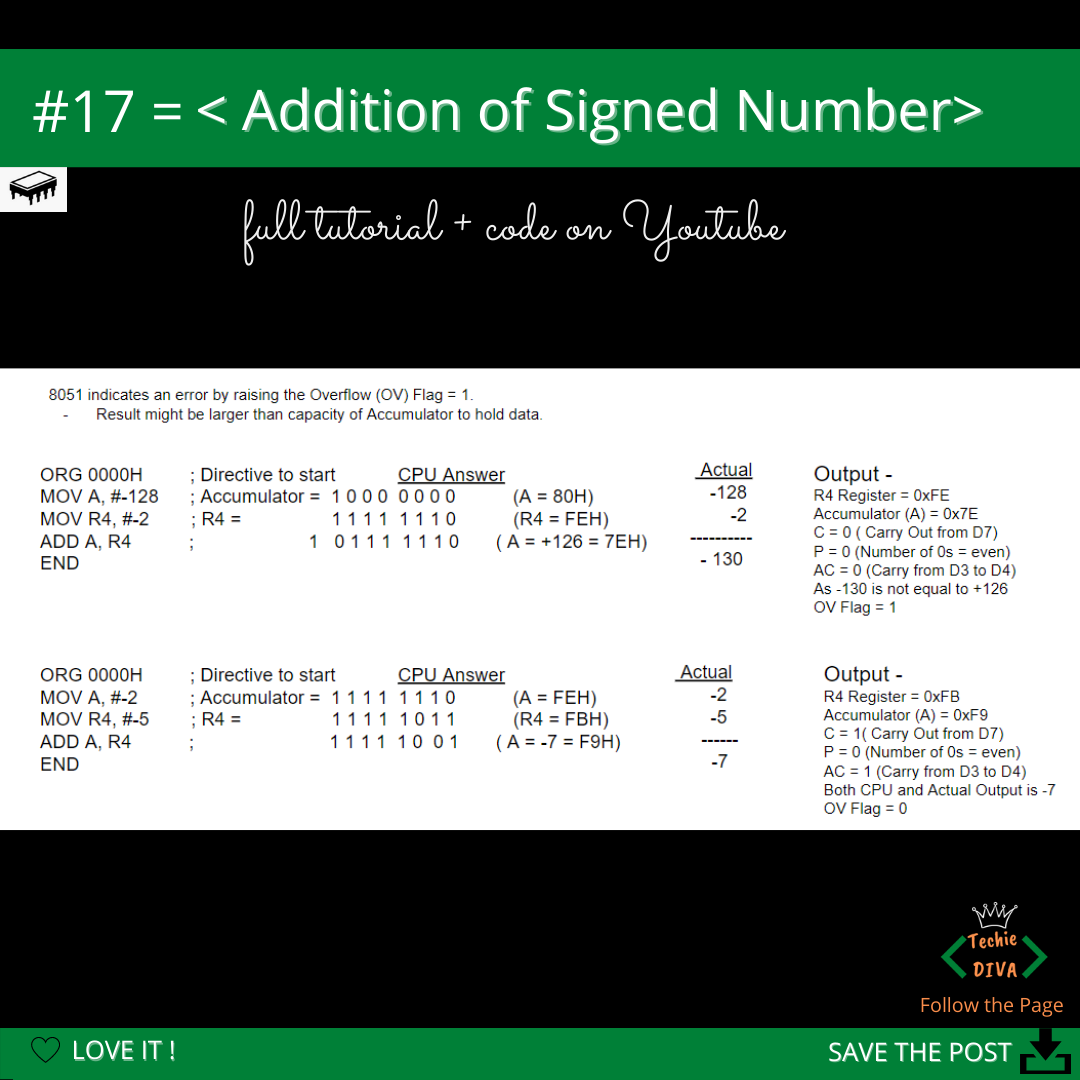 #17 = < Addition of Signed Number>
full tutorial + code on Youtube
8051 indicates an error by raising the Overflow (OV) Flag = 1.
- Result might be larger than capacity of Accumulator to hold data.
ORG 0000H ; Directive to start CPU Answer
MOV A, #-128 ; Accumulator = 1 0 0 0 0 0 0 0 (A = 80H)
MOV R4, #-2 ; R4 = 1 1 1 1 1 1 1 0 (R4 = FEH)
ADD A, R4 ; 1 0 1 1 1 1 1 1 0 ( A = +126 = 7EH)
END
Actual
-128
-2
----------
- 130
Output -
R4 Register = 0xFE
Accumulator (A) = 0x7E
C = 0 ( Carry Out from D7)
P = 0 (Number of 0s = even)
AC = 0 (Carry from D3 to D4)
As -130 is not equal to +126
OV Flag = 1
ORG 0000H ; Directive to start CPU Answer
MOV A, #-2 ; Accumulator = 1 1 1 1 1 1 1 0 (A = FEH)
MOV R4, #-5 ; R4 = 1 1 1 1 1 0 1 1 (R4 = FBH)
ADD A, R4 ; 1 1 1 1 1 0 0 1 ( A = -7 = F9H)
END
Actual
-2
-5
------
-7
Output -
R4 Register = 0xFB
Accumulator (A) = 0xF9
C = 1( Carry Out from D7)
P = 0 (Number of 0s = even)
AC = 1 (Carry from D3 to D4)
Both CPU and Actual Output is -7
OV Flag = 0
Techie
DIVA
Follow the Page
LOVE IT !
SAVE THE POST